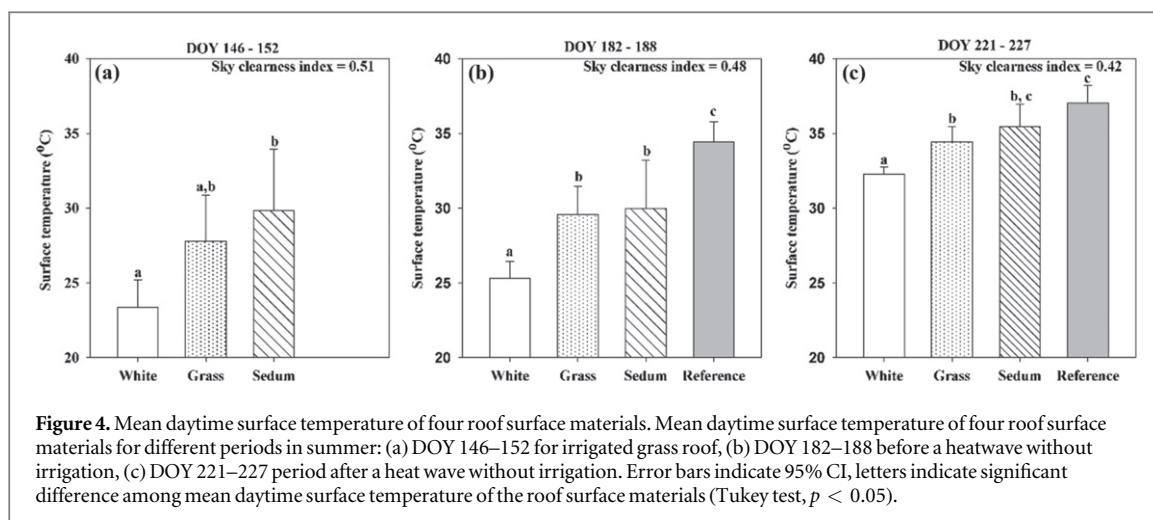 DOY 146 - 152
(a)
Sky clearness index = 0.51
40
35
30
25
20
Surface temperature (⁰C)
a
a,b
b
White Grass Sedum
DOY 182 - 188
(b)
Sky clearness index = 0.48
40
35
30
25
20
Surface temperature (⁰C)
a
b
b
c
White Grass Sedum Reference
DOY 221 - 227
(c)
Sky clearness index = 0.42
40
35
30
25
20
Surface temperature (⁰C)
a
b
b, c
c
White Grass Sedum Reference
Figure 4. Mean daytime surface temperature of four roof surface materials. Mean daytime surface temperature of four roof surface
materials for different periods in summer: (a) DOY 146–152 for irrigated grass roof, (b) DOY 182–188 before a heatwave without
irrigation, (c) DOY 221–227 period after a heat wave without irrigation. Error bars indicate 95% CI, letters indicate significant
difference among mean daytime surface temperature of the roof surface materials (Tukey test, p < 0.05).